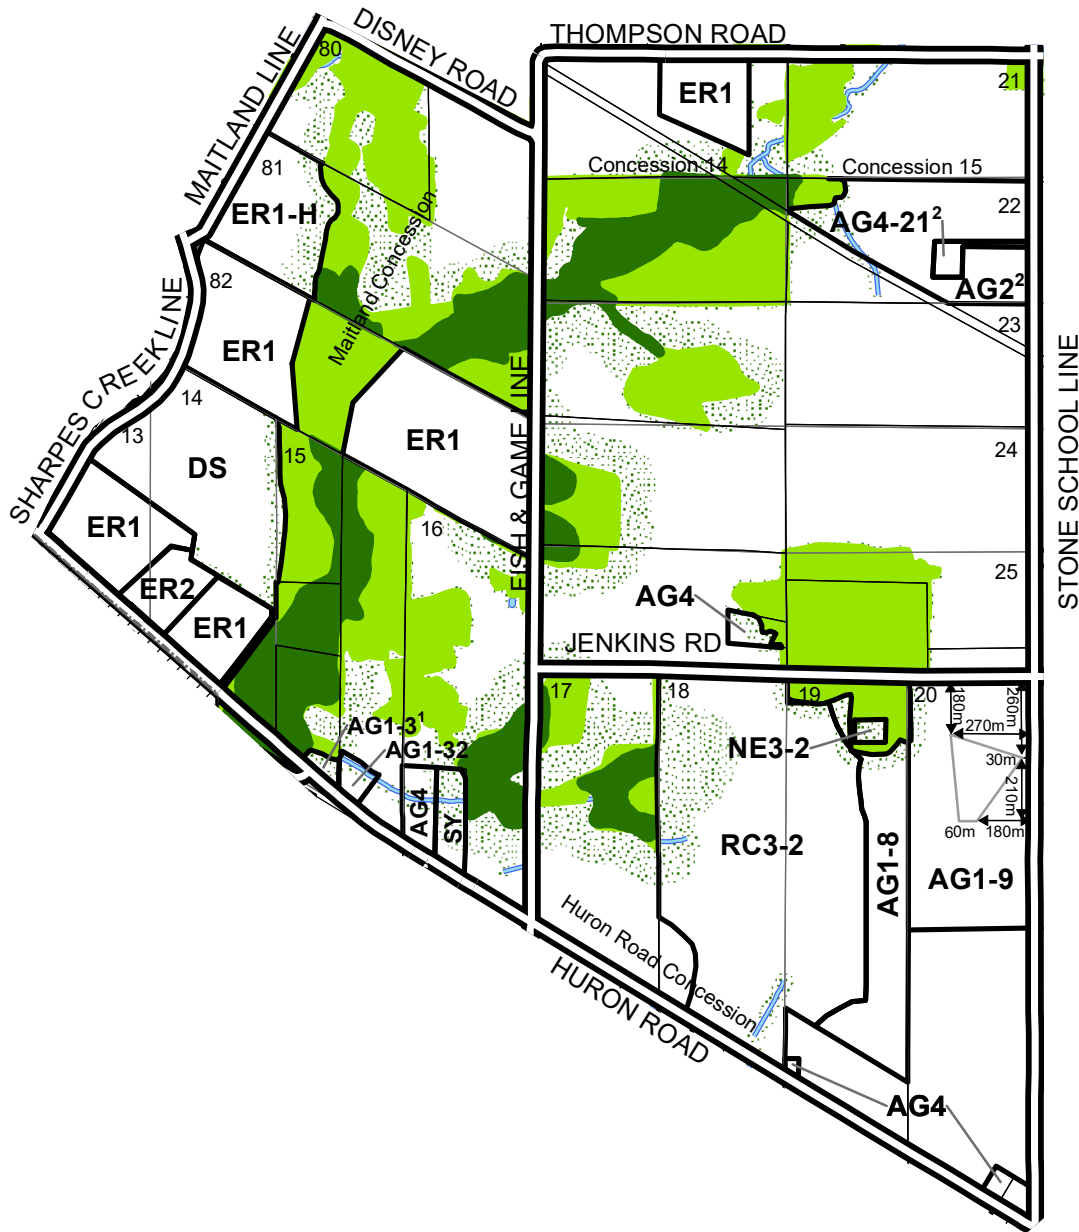 DISNEY ROAD
THOMPSON ROAD
MAITLAND LINE
80
21
ER1
Concession 14
Concession 15
81
ER1-H
Maitland Concession
22
AG4-21²
AG2²
82
23
SHARPES CREEK LINE
ER1
STONE SCHOOL LINE
14
13
FISH & GAME LINE
ER1
15
DS
24
16
ER1
25
ER2
AG4
ER1
JENKINS RD
17
18
19
20
180m
260m
270m
AG1-3¹
AG1-32
NE3-2
30m
210m
AG4
SY
60m
180m
RC3-2
AG1-8
AG1-9
Huron Road Concession
HURON ROAD
AG4